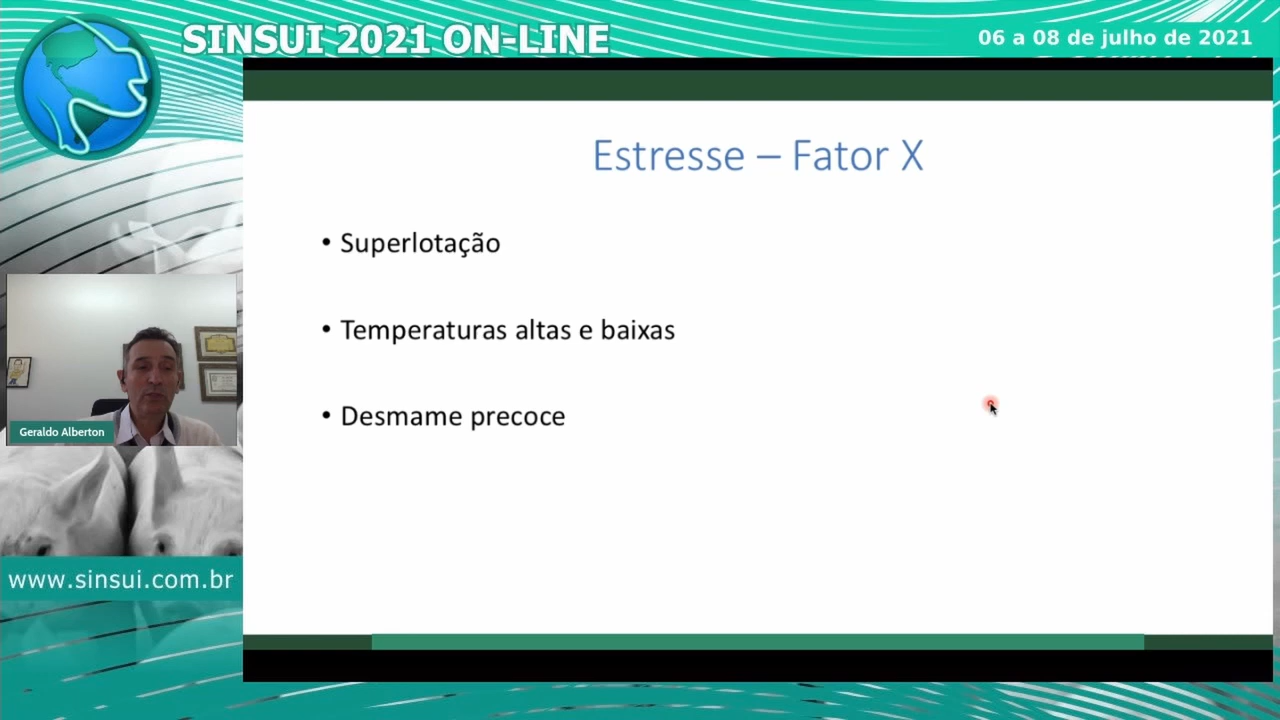 SINSUI 2021 ON-LINE
06 a 08 de julho de 2021
Estresse – Fator X
• Superlotação
• Temperaturas altas e baixas
• Desmame precoce
Geraldo Alberton
www.sinsui.com.br